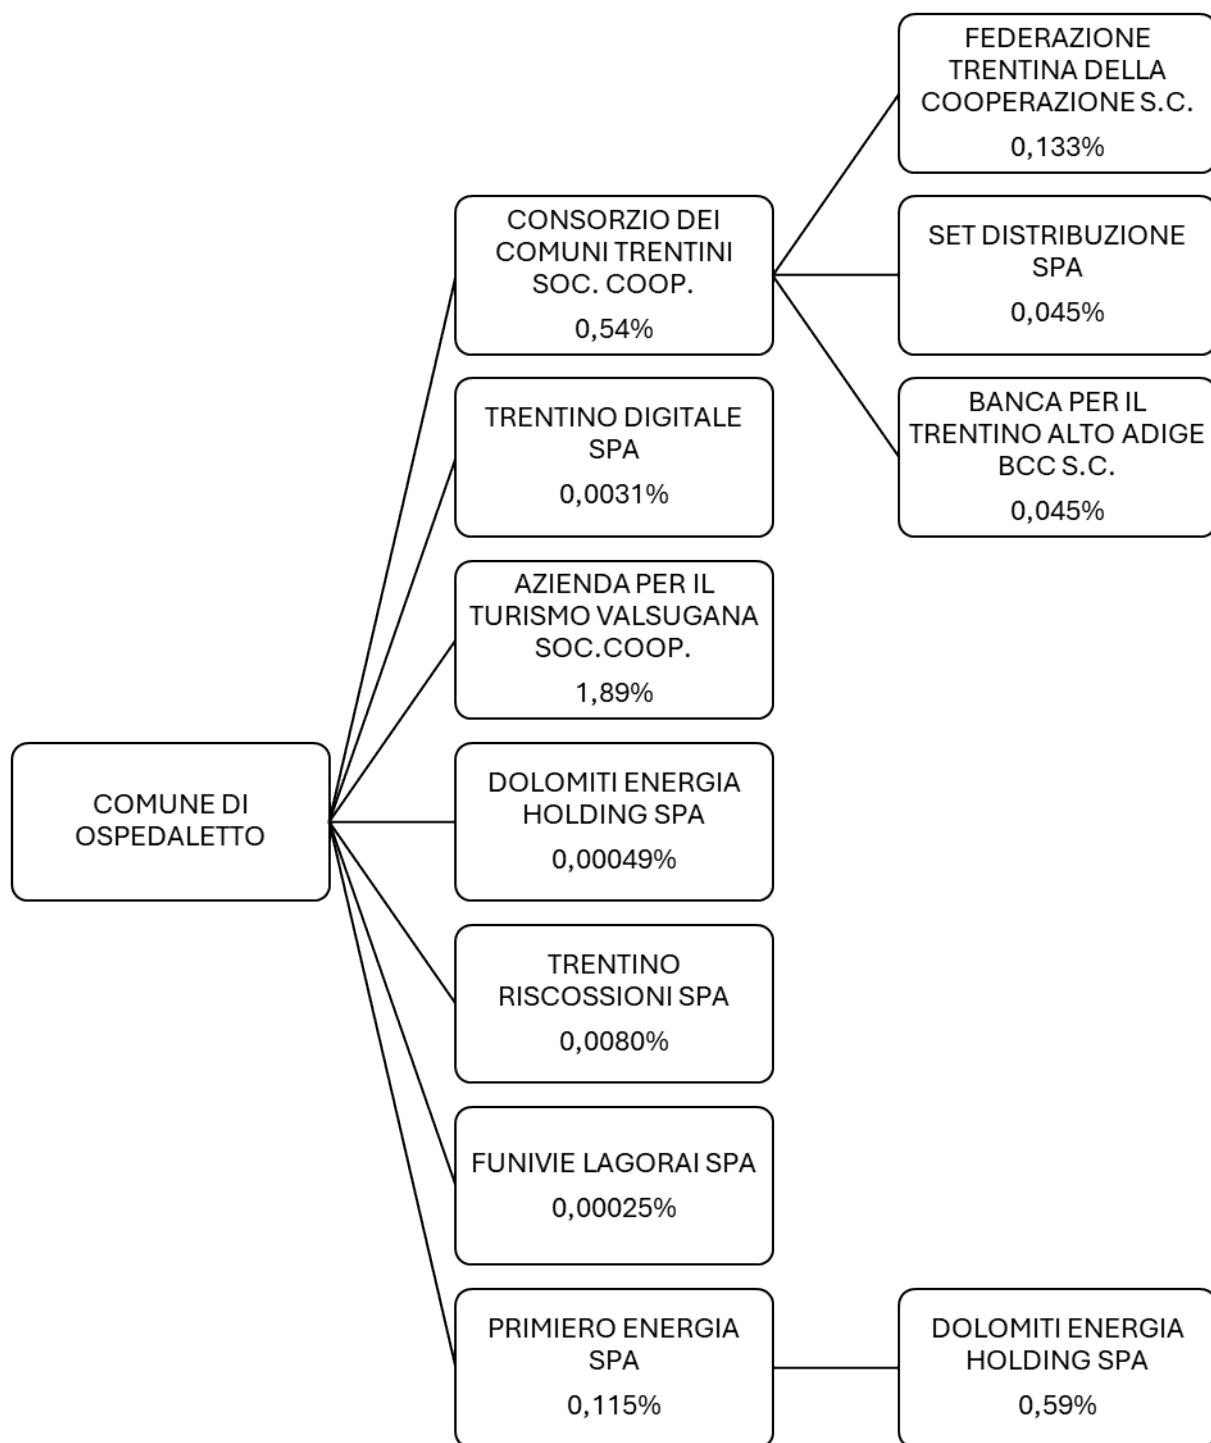 COMUNE DI
OSPEDALETTO
CONSORZIO DEI
COMUNI TRENTINI
SOC. COOP.
0,54%
FEDERAZIONE
TRENTINA DELLA
COOPERAZIONE S.C.
0,133%
SET DISTRIBUZIONE
SPA
0,045%
BANCA PER IL
TRENTINO ALTO ADIGE
BCC S.C.
0,045%
TRENTINO DIGITALE
SPA
0,0031%
AZIENDA PER IL
TURISMO VALSUGANA
SOC.COOP.
1,89%
DOLOMITI ENERGIA
HOLDING SPA
0,00049%
TRENTINO
RISCOSSIONI SPA
0,0080%
FUNIVIE LAGORAI SPA
0,00025%
PRIMIERO ENERGIA
SPA
0,115%
DOLOMITI ENERGIA
HOLDING SPA
0,59%